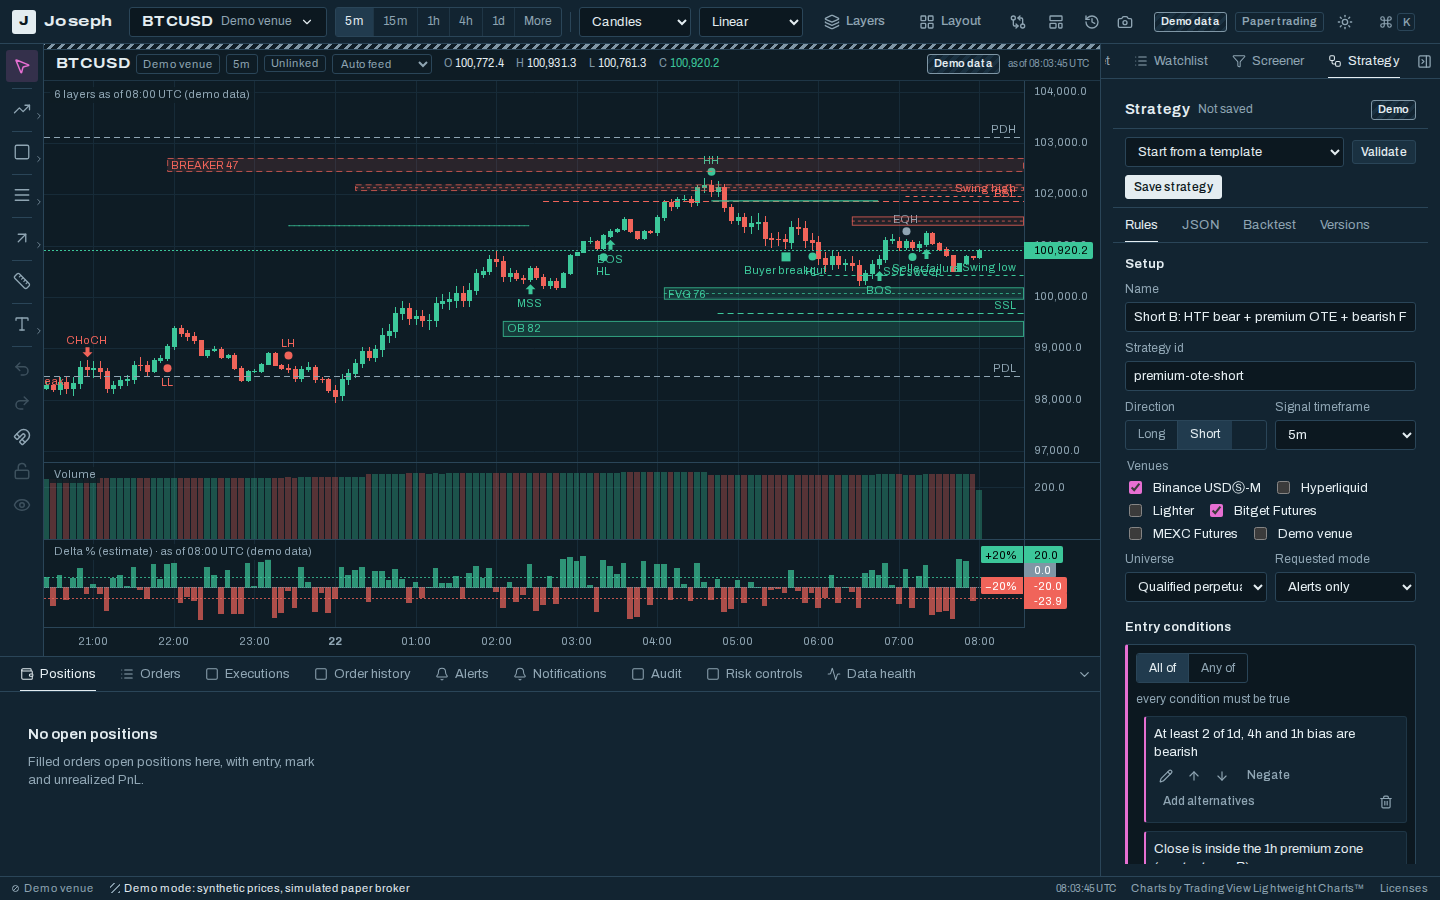 J Joseph BTCUSD Demo venue 5m 15m 1h 4h 1d More Candles Linear Layers Layout Demo data Paper trading ⌘ K
BTCUSD Demo venue 5m Unlinked Auto feed O 100,772.4 H 100,931.3 L 100,761.3 C 100,920.2 Demo data as of 08:03:45 UTC
6 layers as of 08:00 UTC (demo data)
104,000.0
PDH
103,000.0
BREAKER 47
HH
102,000.0
Swing high
BSL
EQH
100,920.2
BOS
HL
Buyer breakout
HL
Seller failure
Swing low
BOS
FVG 76
100,000.0
MSS
SSL
OB 82
CHoCH
LH
99,000.0
PDL
LL
98,000.0
97,000.0
Volume
200.0
Delta % (estimate) · as of 08:00 UTC (demo data)
+20% 20.0
0.0
−20% -20.0
-23.9
21:00 22:00 23:00 22 01:00 02:00 03:00 04:00 05:00 06:00 07:00 08:00
Positions Orders Executions Order history Alerts Notifications Audit Risk controls Data health
No open positions
Filled orders open positions here, with entry, mark
and unrealized PnL.
Watchlist Screener Strategy
Strategy Not saved Demo
Start from a template Validate
Save strategy
Rules JSON Backtest Versions
Setup
Name
Short B: HTF bear + premium OTE + bearish F
Strategy id
premium-ote-short
Direction Signal timeframe
Long Short 5m
Venues
Binance USDⓈ-M Hyperliquid
Lighter Bitget Futures
MEXC Futures Demo venue
Universe Requested mode
Qualified perpetua Alerts only
Entry conditions
All of Any of
every condition must be true
At least 2 of 1d, 4h and 1h bias are
bearish
Negate
Add alternatives
Close is inside the 1h premium zone
Demo venue Demo mode: synthetic prices, simulated paper broker 08:03:45 UTC Charts by TradingView Lightweight Charts™ Licenses